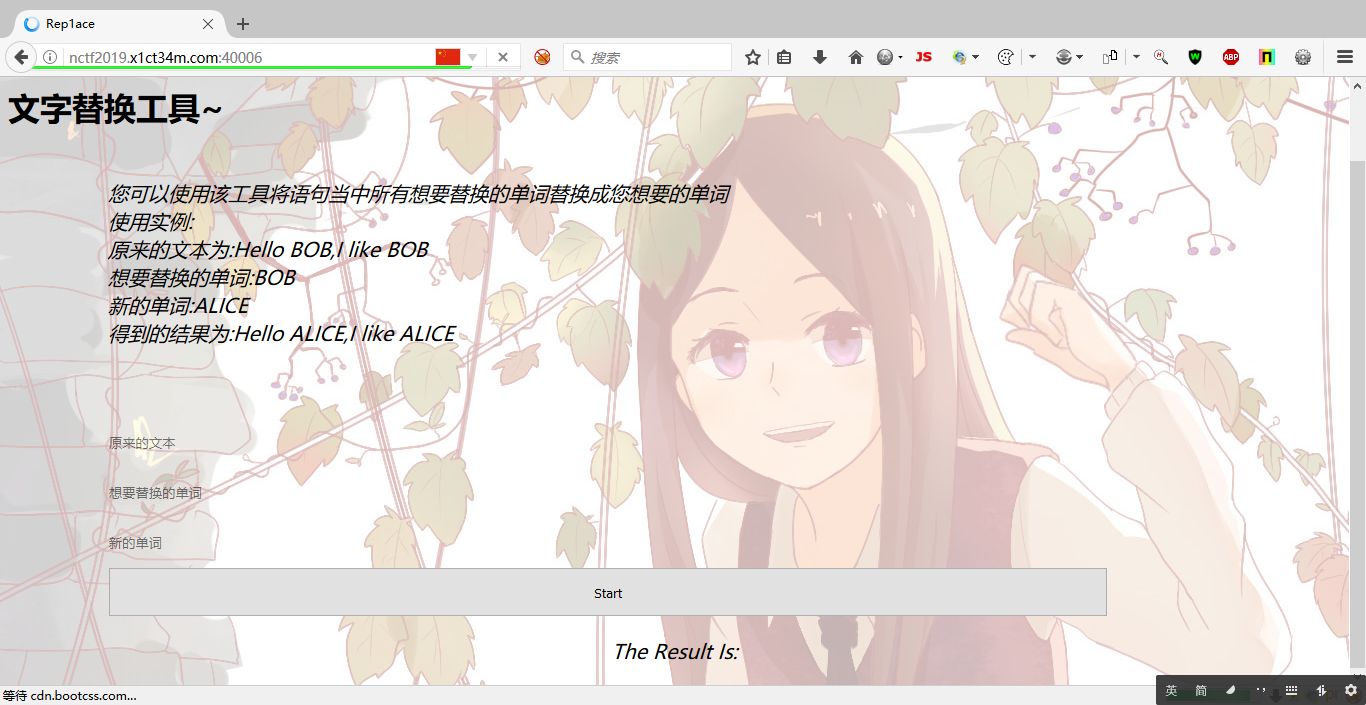 Rep1ace
nctf2019.x1ct34m.com:40006
搜索
JS
ABP
文字替换工具~
您可以使用该工具将语句当中所有想要替换的单词替换成您想要的单词
使用实例:
原来的文本为:Hello BOB,I like BOB
想要替换的单词:BOB
新的单词:ALICE
得到的结果为:Hello ALICE,I like ALICE
原来的文本
想要替换的单词
新的单词
Start
The Result Is:
等待 cdn.bootcss.com...
英 简